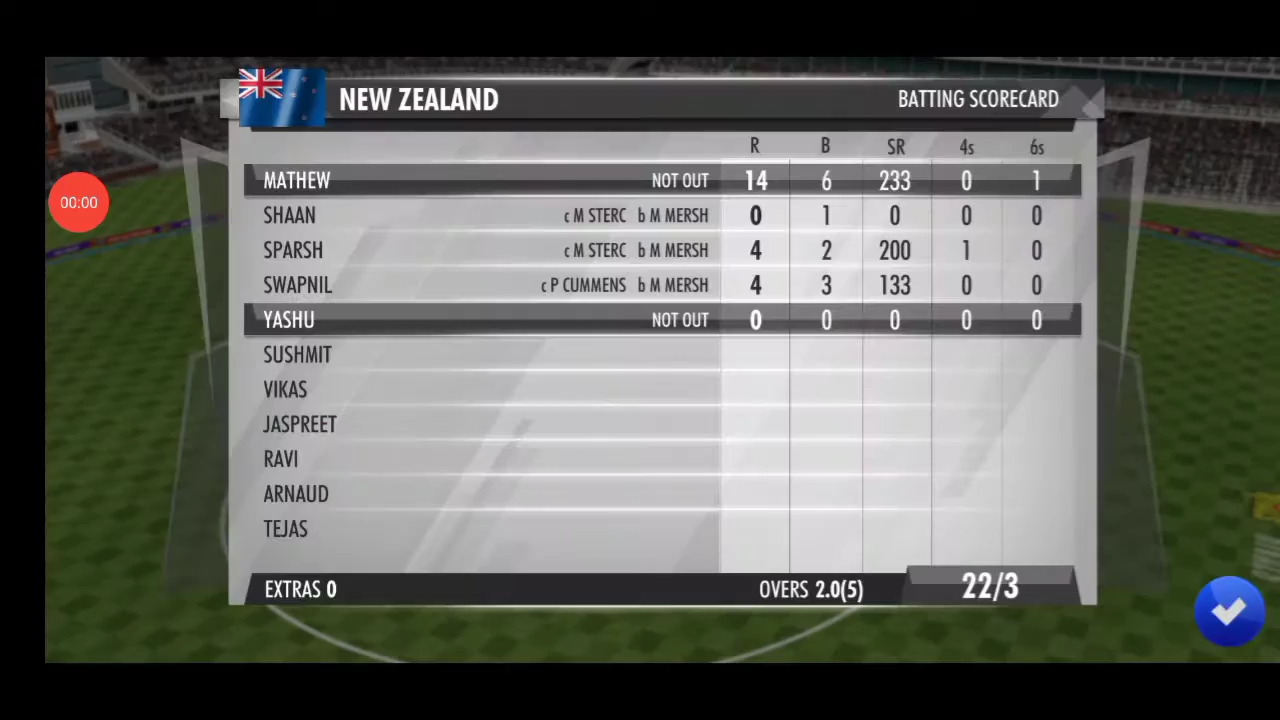 NEW ZEALAND BATTING SCORECARD
R B SR 4s 6s
MATHEW NOT OUT 14 6 233 0 1
00:00
SHAAN c M STERC b M MERSH 0 1 0 0 0
SPARSH c M STERC b M MERSH 4 2 200 1 0
SWAPNIL c P CUMMENS b M MERSH 4 3 133 0 0
YASHU NOT OUT 0 0 0 0 0
SUSHMIT
VIKAS
JASPREET
RAVI
ARNAUD
TEJAS
EXTRAS 0 OVERS 2.0(5) 22/3